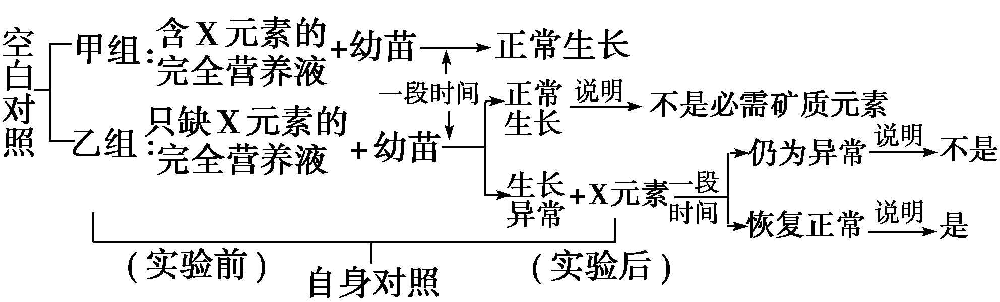 空白对照
甲组：含X元素的
完全营养液
+幼苗
正常生长
一段时间
乙组：只缺X元素的
完全营养液
+幼苗
正常
生长
说明
不是必需矿质元素
生长
异常
+X元素
一段
时间
仍为异常
说明
不是
恢复正常
说明
是
(实验前)
自身对照
(实验后)